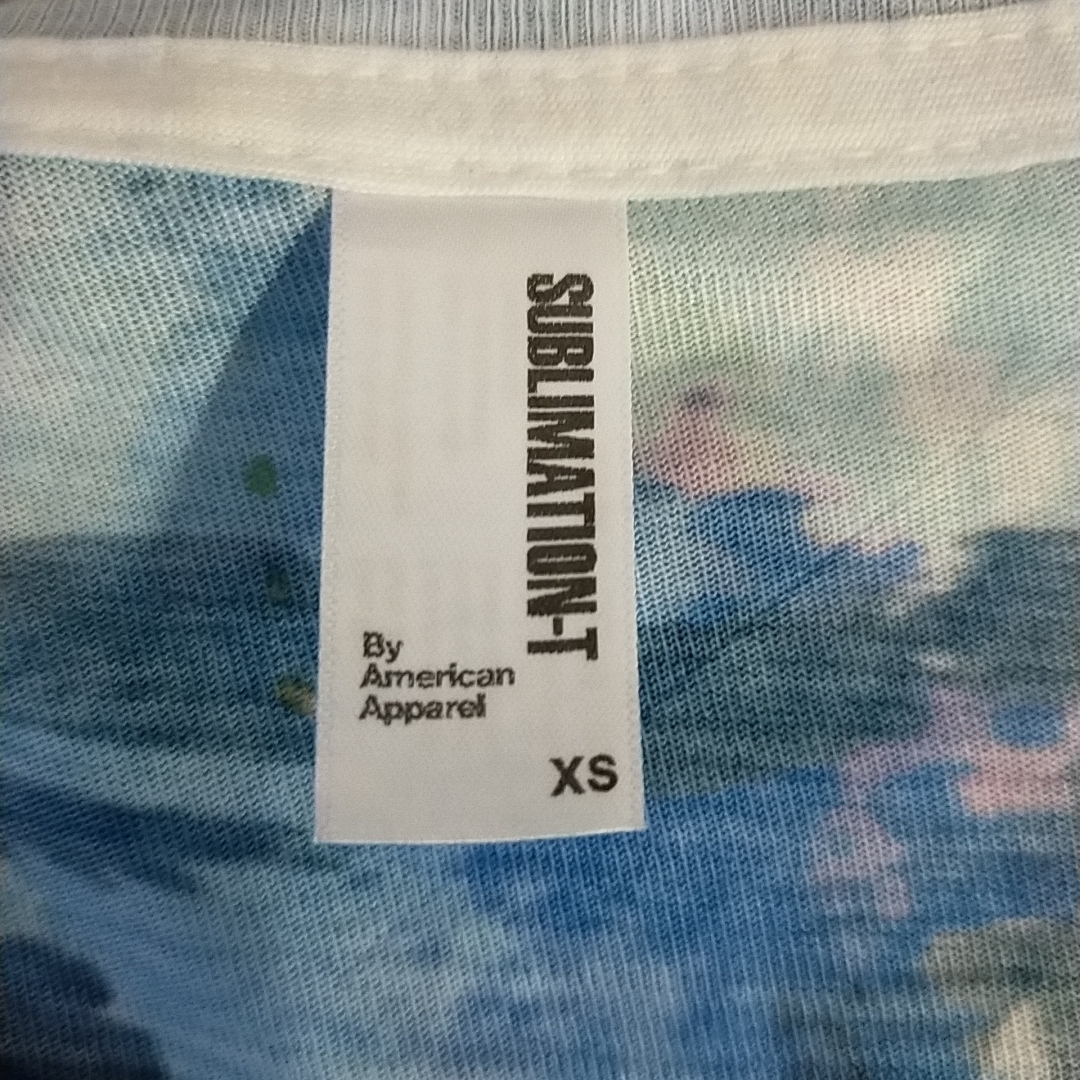 SUBLIMATION-T
By
American
Apparel
XS